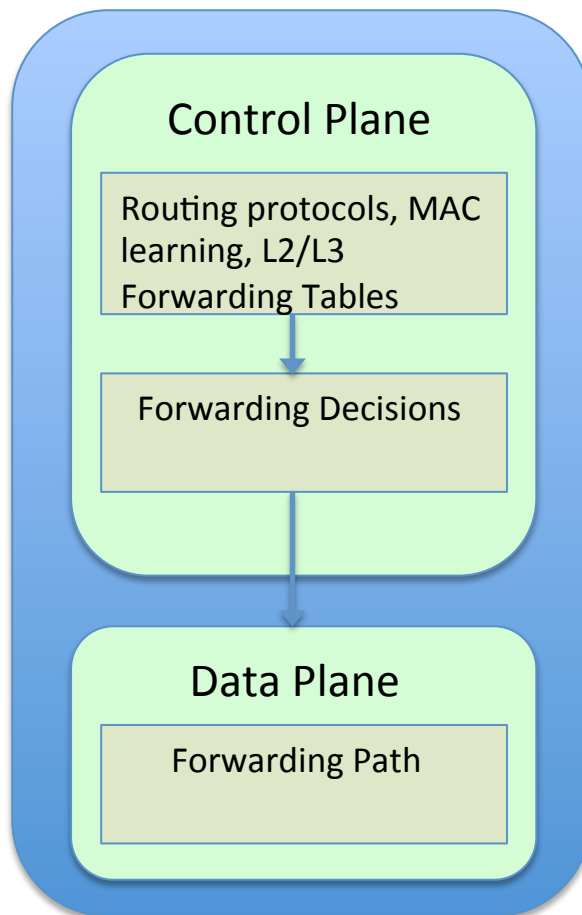 Control Plane
Routing protocols, MAC
learning, L2/L3
Forwarding Tables
Forwarding Decisions
Data Plane
Forwarding Path